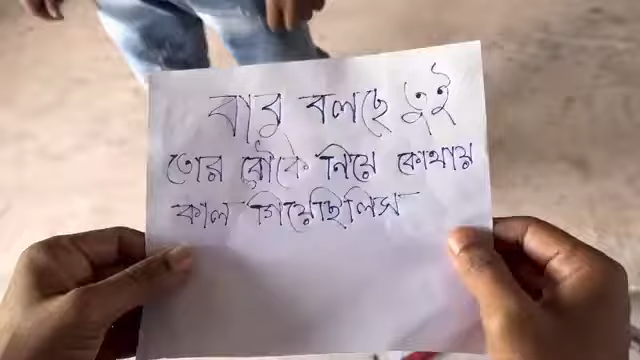 বাবু বলছে তুই
তোর বৌকে নিয়ে কোথায়
কাল গিয়েছিলিস